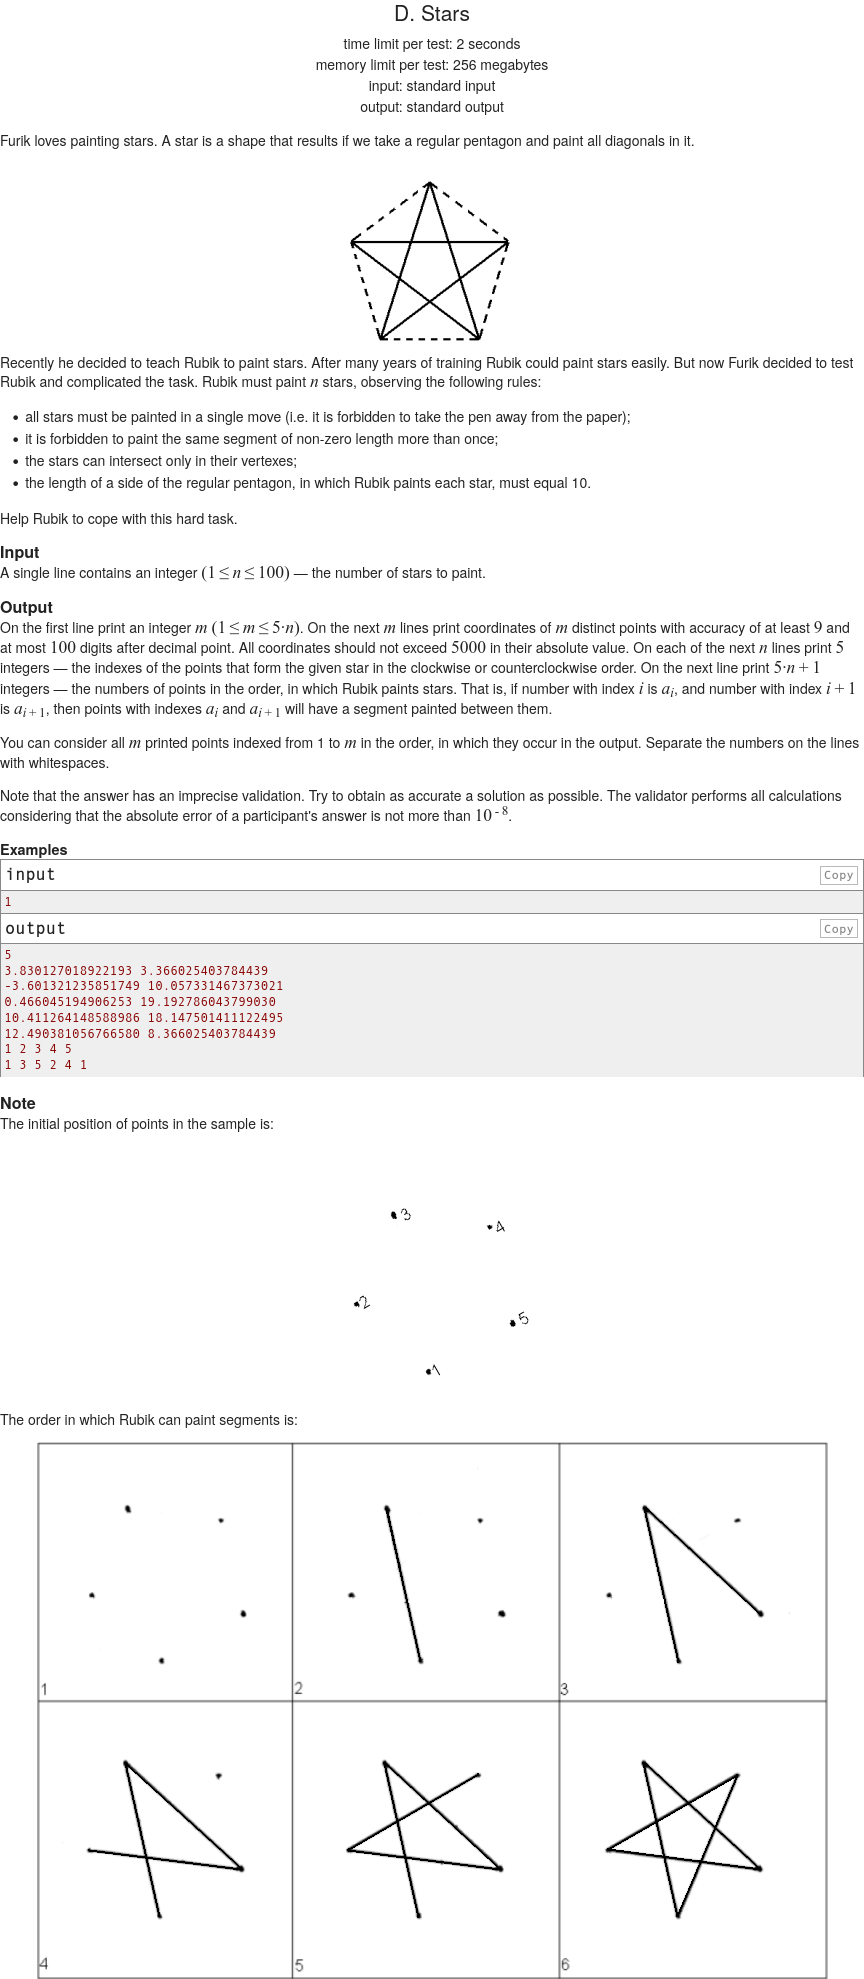 D. Stars
time limit per test: 2 seconds
memory limit per test: 256 megabytes
input: standard input
output: standard output
Furik loves painting stars. A star is a shape that results if we take a regular pentagon and paint all diagonals in it.
Recently he decided to teach Rubik to paint stars. After many years of training Rubik could paint stars easily. But now Furik decided to test
Rubik and complicated the task. Rubik must paint n stars, observing the following rules:
• all stars must be painted in a single move (i.e. it is forbidden to take the pen away from the paper);
• it is forbidden to paint the same segment of non-zero length more than once;
• the stars can intersect only in their vertexes;
• the length of a side of the regular pentagon, in which Rubik paints each star, must equal 10.
Help Rubik to cope with this hard task.
Input
A single line contains an integer (1 ≤ n ≤ 100) — the number of stars to paint.
Output
On the first line print an integer m (1 ≤ m ≤ 5·n). On the next m lines print coordinates of m distinct points with accuracy of at least 9 and
at most 100 digits after decimal point. All coordinates should not exceed 5000 in their absolute value. On each of the next n lines print 5
integers — the indexes of the points that form the given star in the clockwise or counterclockwise order. On the next line print 5·n + 1
integers — the numbers of points in the order, in which Rubik paints stars. That is, if number with index i is a_i, and number with index i + 1
is a_{i + 1}, then points with indexes a_i and a_{i + 1} will have a segment painted between them.
You can consider all m printed points indexed from 1 to m in the order, in which they occur in the output. Separate the numbers on the lines
with whitespaces.
Note that the answer has an imprecise validation. Try to obtain as accurate a solution as possible. The validator performs all calculations
considering that the absolute error of a participant's answer is not more than 10^{-8}.
Examples
input Copy
1
output Copy
5
3.830127018922193 3.366025403784439
-3.601321235851749 10.057331467373021
0.466045194906253 19.192786043799030
10.411264148588986 18.147501411122495
12.490381056766580 8.366025403784439
1 2 3 4 5
1 3 5 2 4 1
Note
The initial position of points in the sample is:
3
4
2
5
1
The order in which Rubik can paint segments is:
1 2 3
4 5 6